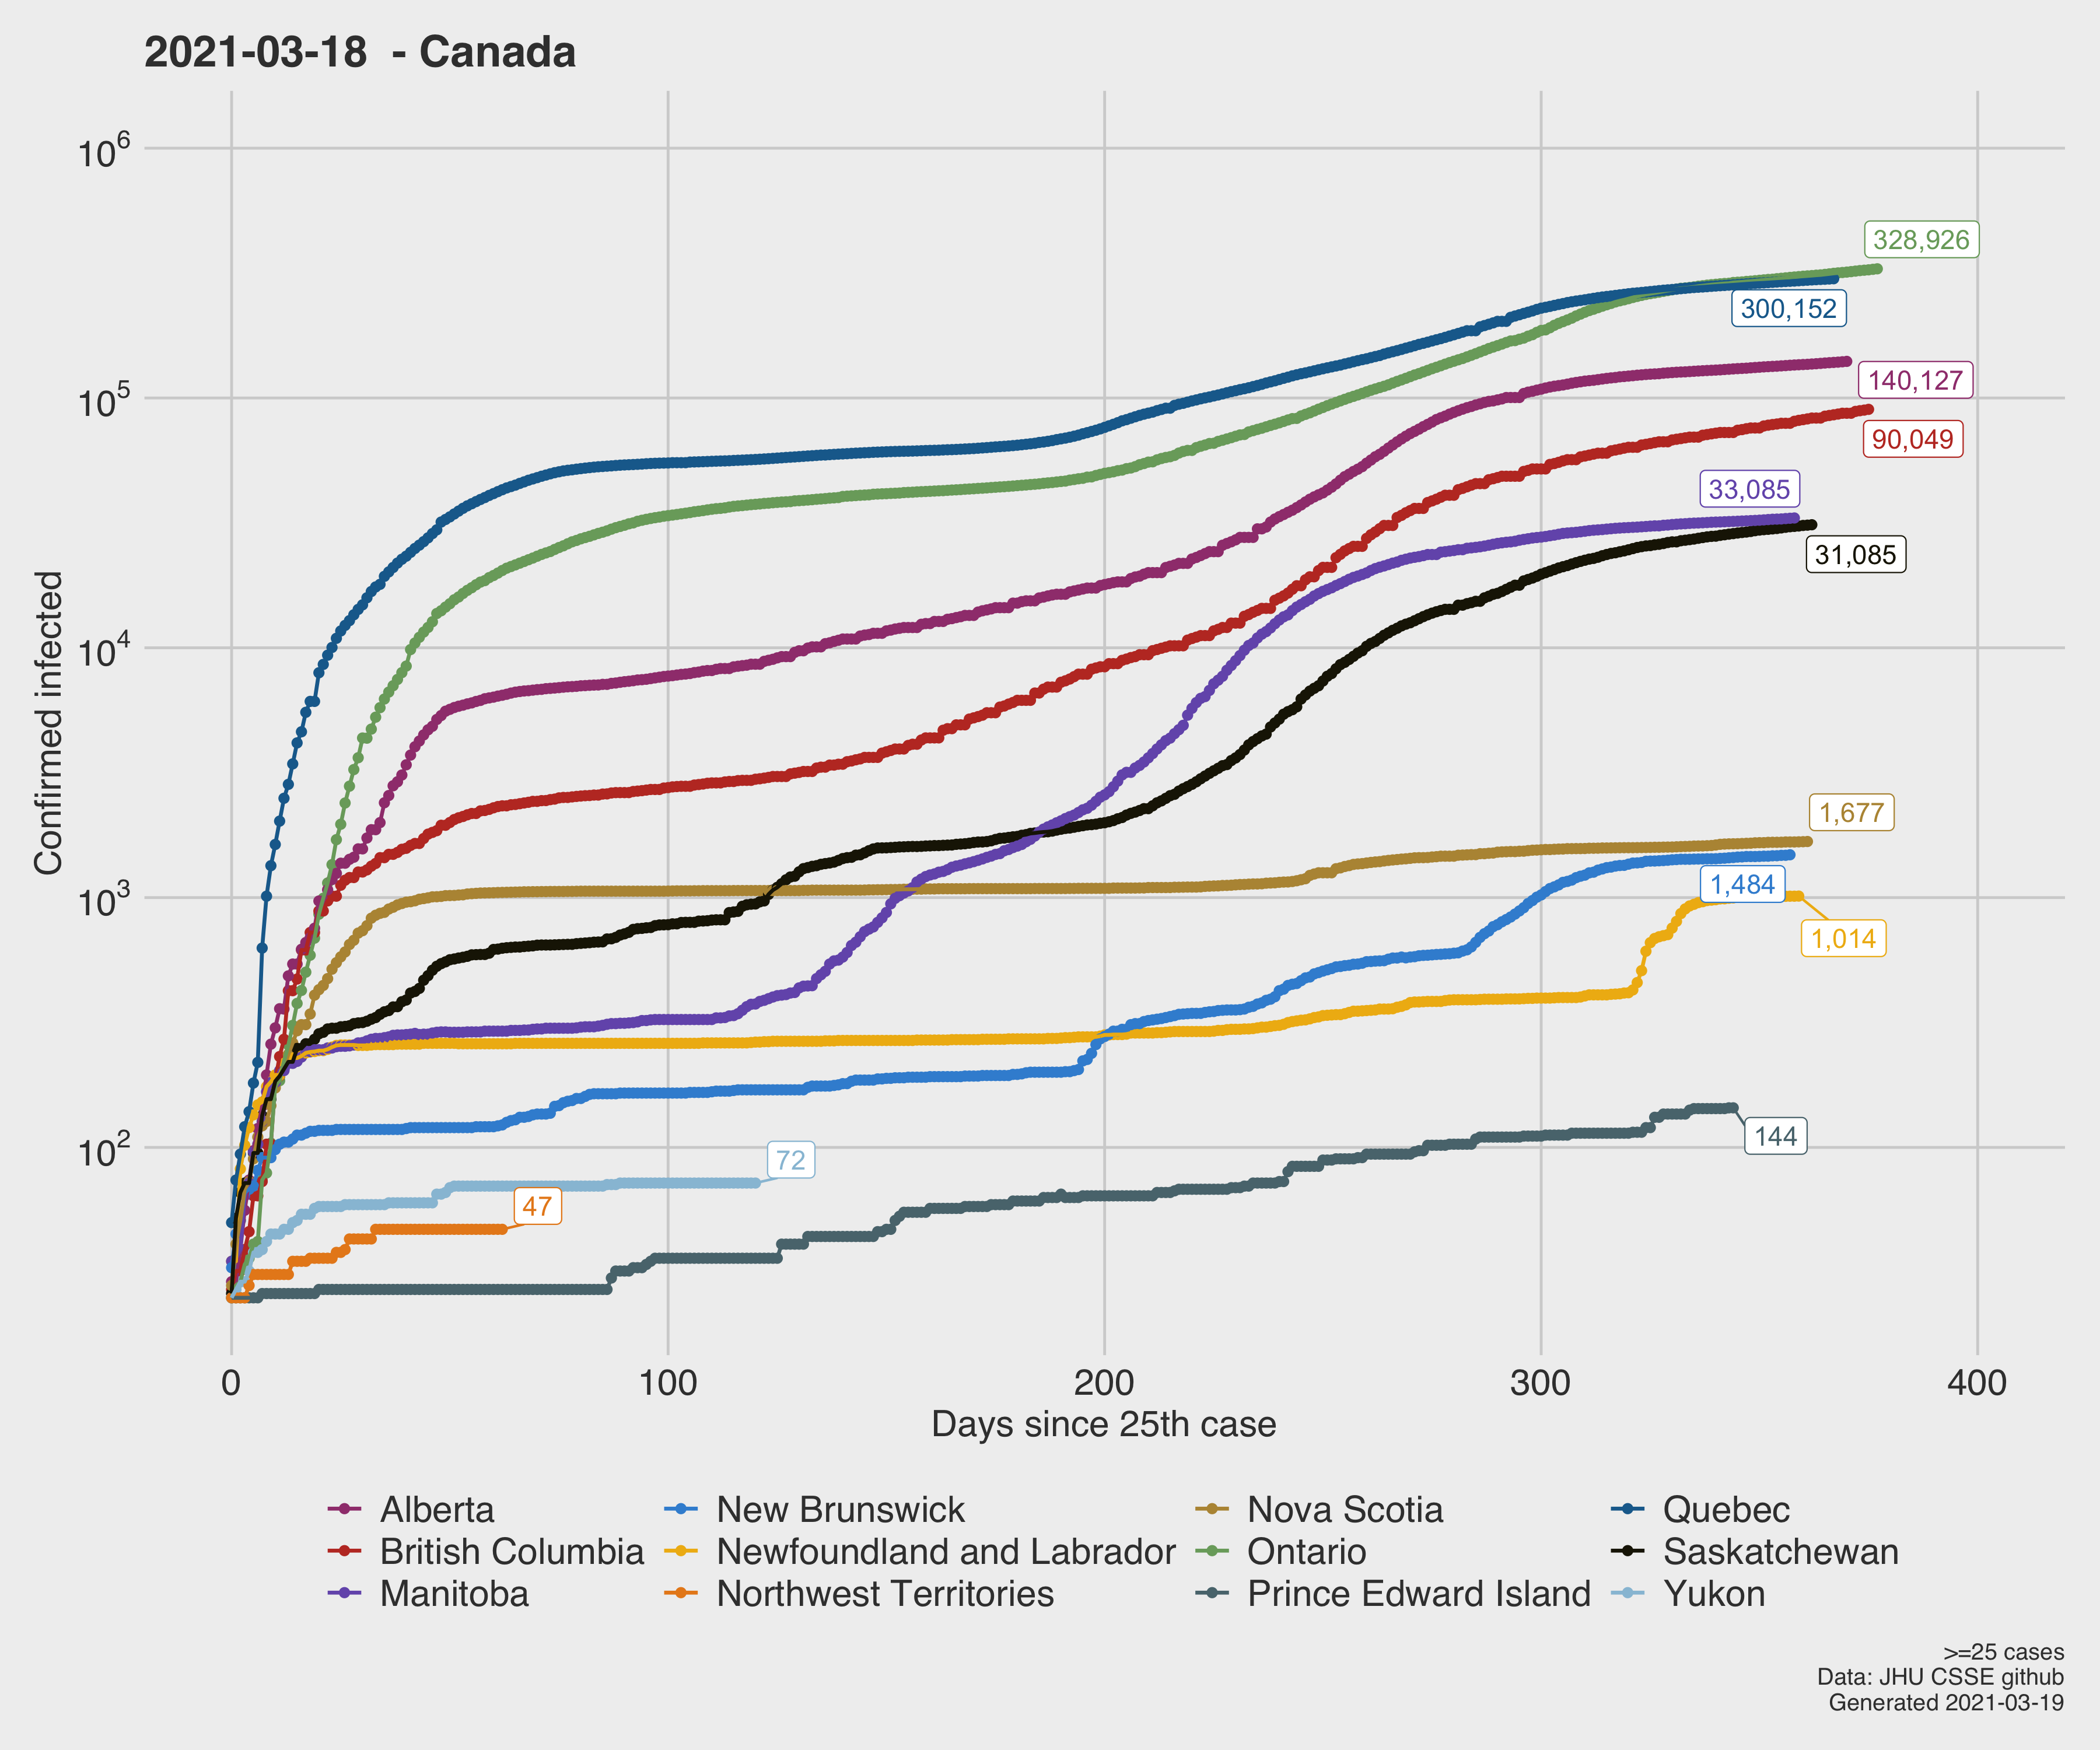 2021-03-18 - Canada
Confirmed infected
10^6
10^5
10^4
10^3
10^2
328,926
300,152
140,127
90,049
33,085
31,085
1,677
1,484
1,014
144
72
47
0 100 200 300 400
Days since 25th case
Alberta New Brunswick Nova Scotia Quebec
British Columbia Newfoundland and Labrador Ontario Saskatchewan
Manitoba Northwest Territories Prince Edward Island Yukon
>=25 cases
Data: JHU CSSE github
Generated 2021-03-19